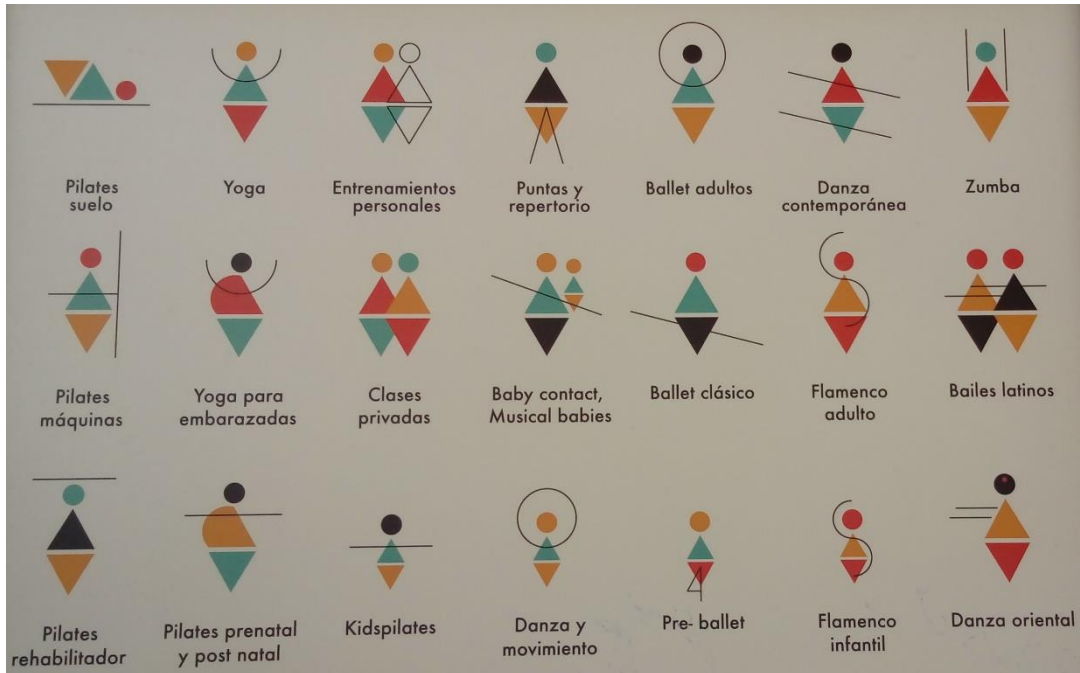 Pilates
suelo
Yoga
Entrenamientos
personales
Puntas y
repertorio
Ballet adultos
Danza
contemporánea
Zumba
Pilates
máquinas
Yoga para
embarazadas
Clases
privadas
Baby contact,
Musical babies
Ballet clásico
Flamenco
adulto
Bailes latinos
Pilates
rehabilitador
Pilates prenatal
y post natal
Kidspilates
Danza y
movimiento
Pre- ballet
Flamenco
infantil
Danza oriental